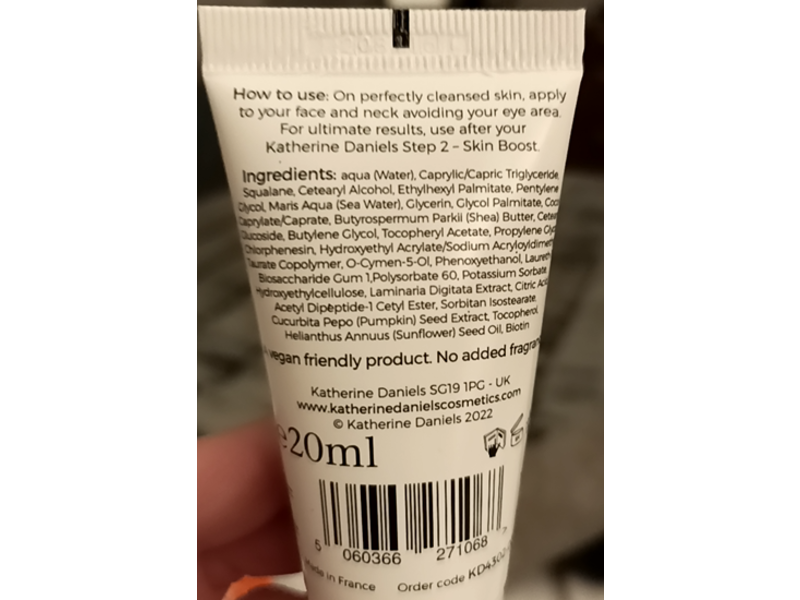 How to use: On perfectly cleansed skin, apply
to your face and neck avoiding your eye area.
For ultimate results, use after your
Katherine Daniels Step 2 – Skin Boost.
Ingredients: aqua (Water), Caprylic/Capric Triglyceride,
Squalane, Cetearyl Alcohol, Ethylhexyl Palmitate, Pentylene
Glycol, Maris Aqua (Sea Water), Glycerin, Glycol Palmitate, Coco
Caprylate/Caprate, Butyrospermum Parkii (Shea) Butter,
Glucoside, Butylene Glycol, Tocopheryl Acetate, Propylene
Chlorphenesin, Hydroxyethyl Acrylate/Sodium
Taurate Copolymer, O-Cymen-5-Ol, Phenoxyethanol,
Biosaccharide Gum 1,Polysorbate 60, Potassium Sorbate,
Hydroxyethylcellulose, Laminaria Digitata Extract, Citric
Acetyl Dipeptide-1 Cetyl Ester, Sorbitan Isostearate,
Cucurbita Pepo (Pumpkin) Seed Extract, Tocopherol,
Helianthus Annuus (Sunflower) Seed Oil, Biotin
vegan friendly product. No added
Katherine Daniels SG19 1PG - UK
www.katherinedanielscosmetics.com
© Katherine Daniels 2022
e20ml
5 060366 271068 7
Made in France Order code